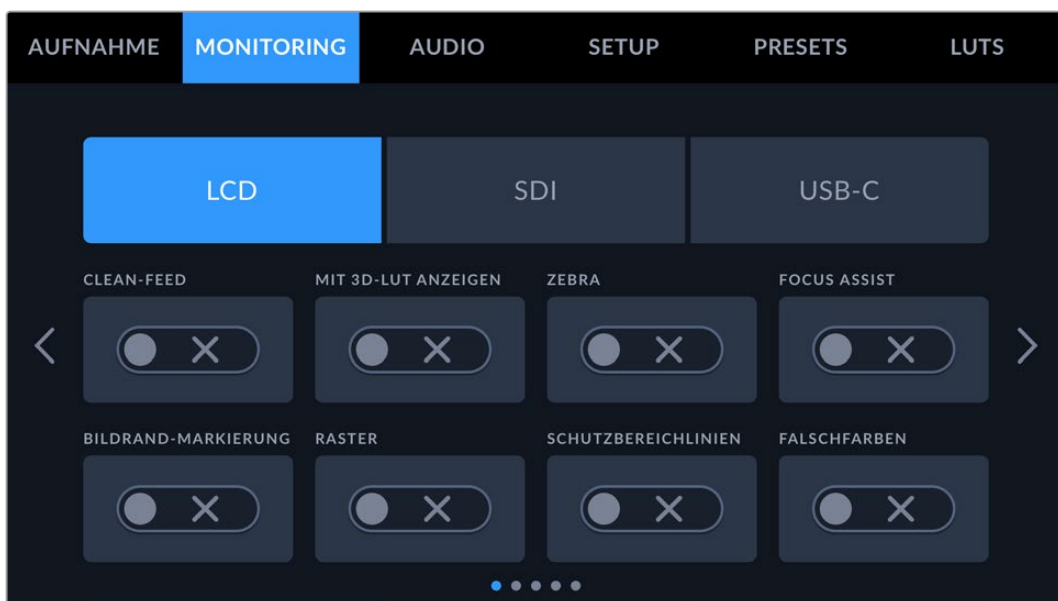 AUFNAHME MONITORING AUDIO SETUP PRESETS LUTS
LCD SDI USB-C
CLEAN-FEED MIT 3D-LUT ANZEIGEN ZEBRA FOCUS ASSIST
BILDRAND-MARKIERUNG RASTER SCHUTZBEREICHLINIEN FALSCHFARBEN